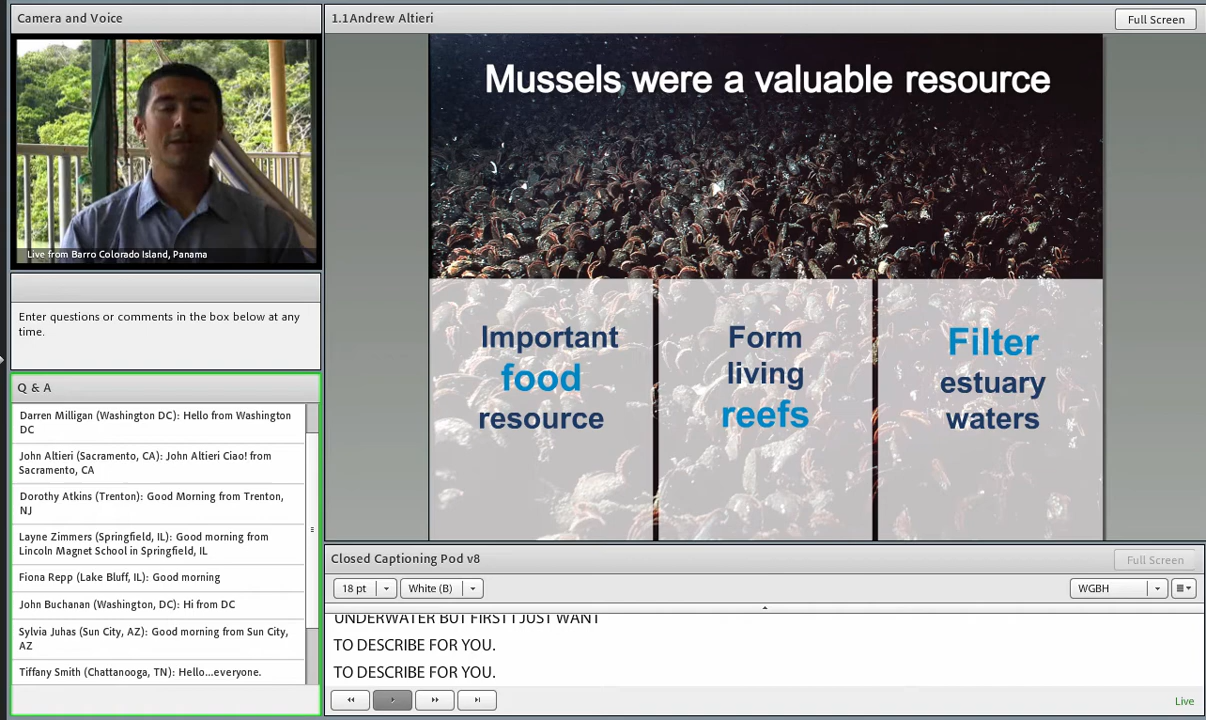 Camera and Voice
Live from Barro Colorado Island, Panama
Enter questions or comments in the box below at any
time.
Q & A
Darren Milligan (Washington DC): Hello from Washington
DC
John Altieri (Sacramento, CA): John Altieri Ciao! from
Sacramento, CA
Dorothy Atkins (Trenton): Good Morning from Trenton,
NJ
Layne Zimmers (Springfield, IL): Good morning from
Lincoln Magnet School in Springfield, IL
Fiona Repp (Lake Bluff, IL): Good morning
John Buchanan (Washington, DC): Hi from DC
Sylvia Juhas (Sun City, AZ): Good morning from Sun City,
AZ
Tiffany Smith (Chattanooga, TN): Hello...everyone.
1.1Andrew Altieri
Full Screen
Mussels were a valuable resource
Important
food
resource
Form
living
reefs
Filter
estuary
waters
Closed Captioning Pod v8
Full Screen
18 pt
White (B)
WGBH
UNDERWATER BUT FIRST I JUST WANT
TO DESCRIBE FOR YOU.
TO DESCRIBE FOR YOU.
Live